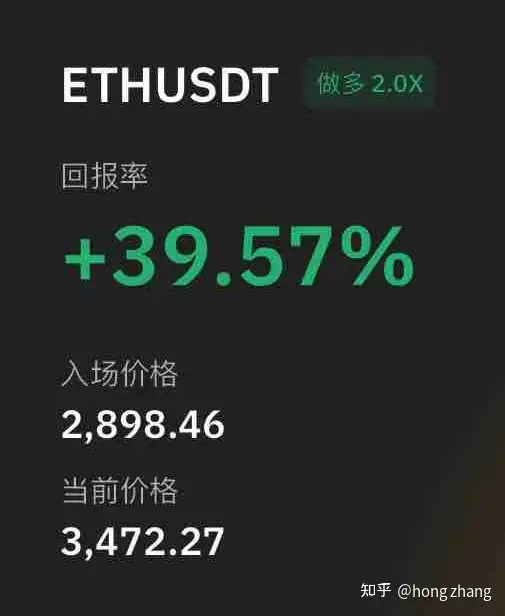 ETHUSDT 做多 2.0X
回报率
+39.57%
入场价格
2,898.46
当前价格
3,472.27
知乎 @hong zhang